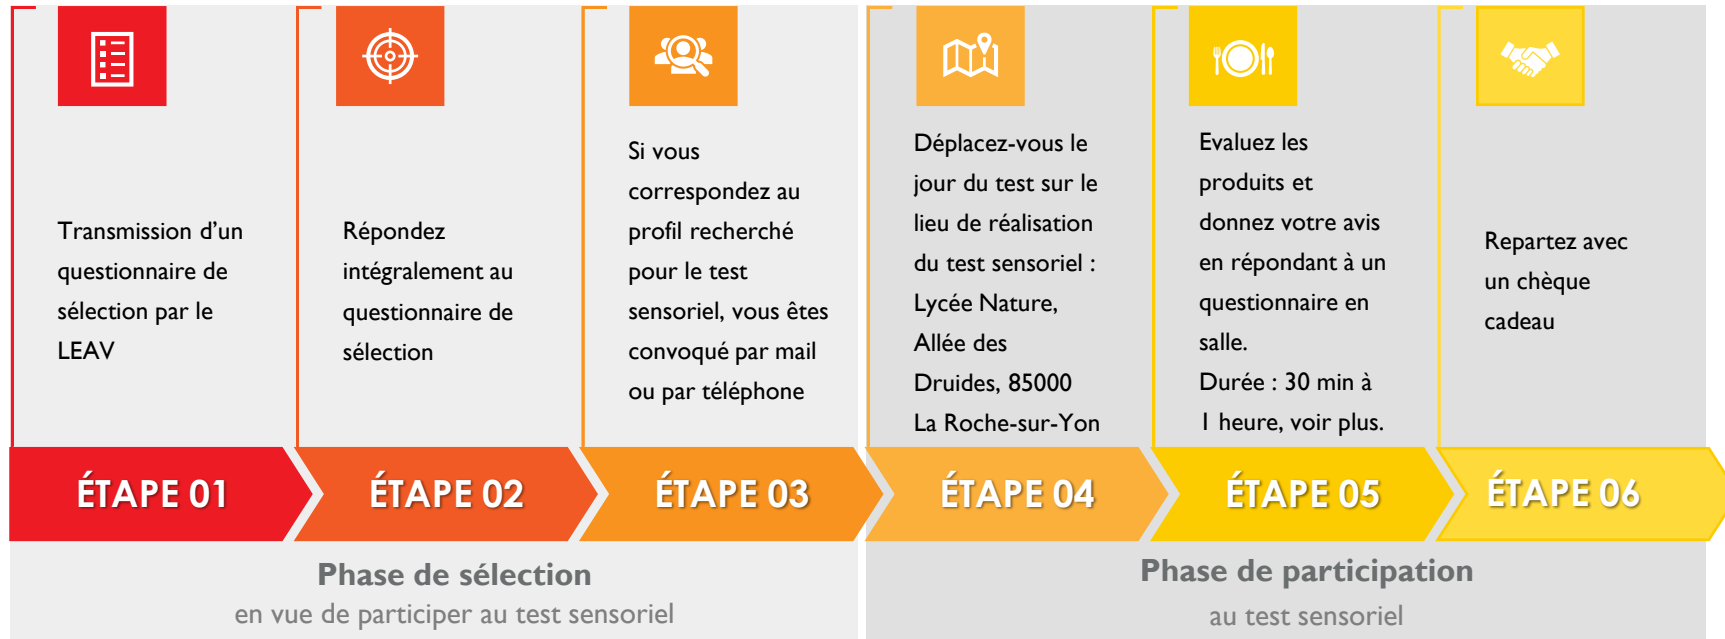 Transmission d’un
questionnaire de
sélection par le
LEAV
Répondez
intégralement au
questionnaire de
sélection
Si vous
correspondez au
profil recherché
pour le test
sensoriel, vous êtes
convoqué par mail
ou par téléphone
Déplacez-vous le
jour du test sur le
lieu de réalisation
du test sensoriel :
Lycée Nature,
Allée des
Druides, 85000
La Roche-sur-Yon
Evaluez les
produits et
donnez votre avis
en répondant à un
questionnaire en
salle.
Durée : 30 min à
1 heure, voir plus.
Repartez avec
un chèque
cadeau
ÉTAPE 01
ÉTAPE 02
ÉTAPE 03
ÉTAPE 04
ÉTAPE 05
ÉTAPE 06
Phase de sélection
en vue de participer au test sensoriel
Phase de participation
au test sensoriel